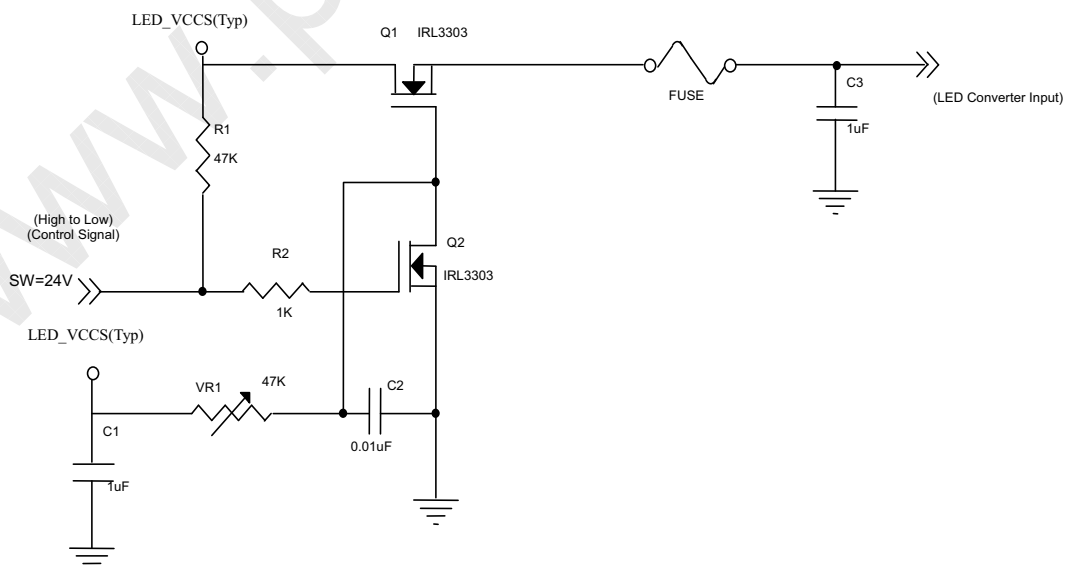 LED_VCCS(Typ)
Q1 IRL3303
FUSE
C3
(LED Converter Input)
1uF
R1
47K
(High to Low)
(Control Signal)
Q2
R2
IRL3303
SW=24V
1K
LED_VCCS(Typ)
VR1 47K
C2
C1
0.01uF
1uF